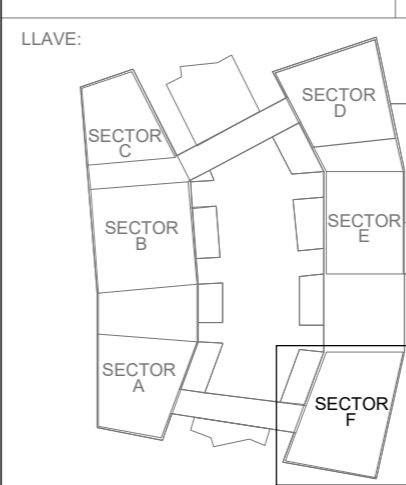 LLAVE:
SECTOR
D
SECTOR
C
SECTOR
B
SECTOR
E
SECTOR
A
SECTOR
F